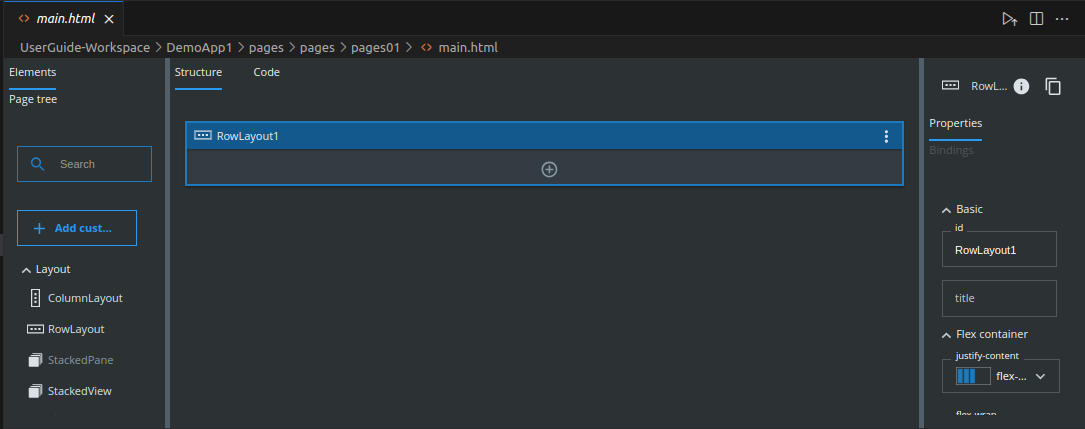 main.html
UserGuide-Workspace > DemoApp1 > pages > pages > pages01 > main.html
Elements
Page tree
Search
Add cust...
Layout
ColumnLayout
RowLayout
StackedPane
StackedView
Structure Code
RowLayout1
RowL...
Properties
Bindings
Basic
id
RowLayout1
title
Flex container
justify-content
flex-...
flex-wrap